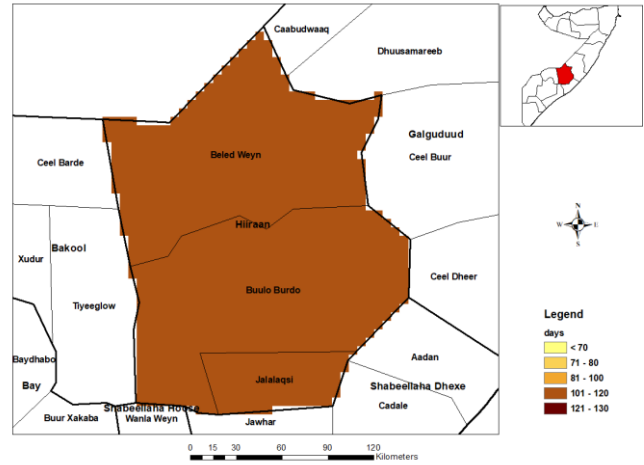 Caabudwaaq
Dhuusamareeb
Galguduud
Beled Weyn
Ceel Buur
Ceel Barde
Hiiraan
Bakool
Xudur
Ceel Dheer
Buulo Burdo
Tiyeeglow
Baydhabo
Aadan
Jalalaqsi
Bay
Shabeellaha Dhexe
Shabeellaha Hoose
Cadale
Buur Xakaba
Wanla Weyn
Jawhar
N
W E
S
Legend
days
< 70
71 - 80
81 - 100
101 - 120
121 - 130
0 15 30 60 90 120
Kilometers